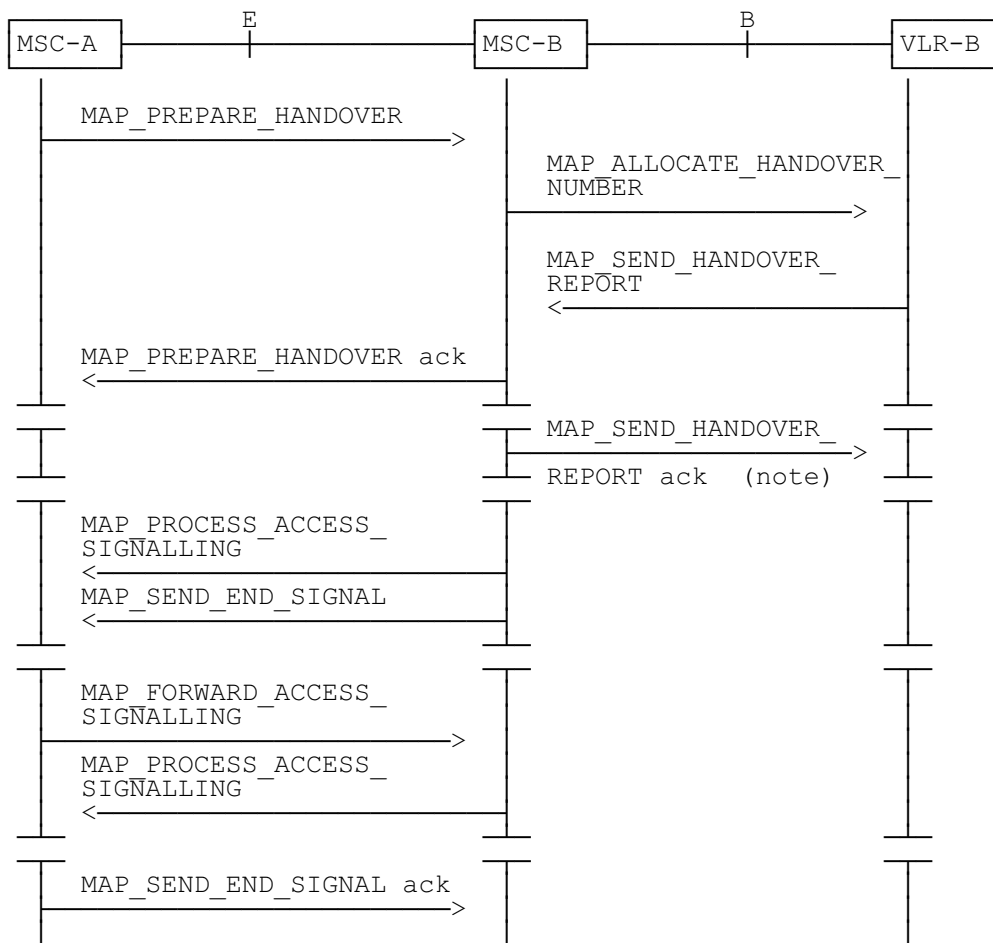 E B
MSC-A MSC-B VLR-B
MAP_PREPARE_HANDOVER
MAP_ALLOCATE_HANDOVER_
NUMBER
MAP_SEND_HANDOVER_
REPORT
MAP_PREPARE_HANDOVER ack
MAP_SEND_HANDOVER_
REPORT ack (note)
MAP_PROCESS_ACCESS_
SIGNALLING
MAP_SEND_END_SIGNAL
MAP_FORWARD_ACCESS_
SIGNALLING
MAP_PROCESS_ACCESS_
SIGNALLING
MAP_SEND_END_SIGNAL ack